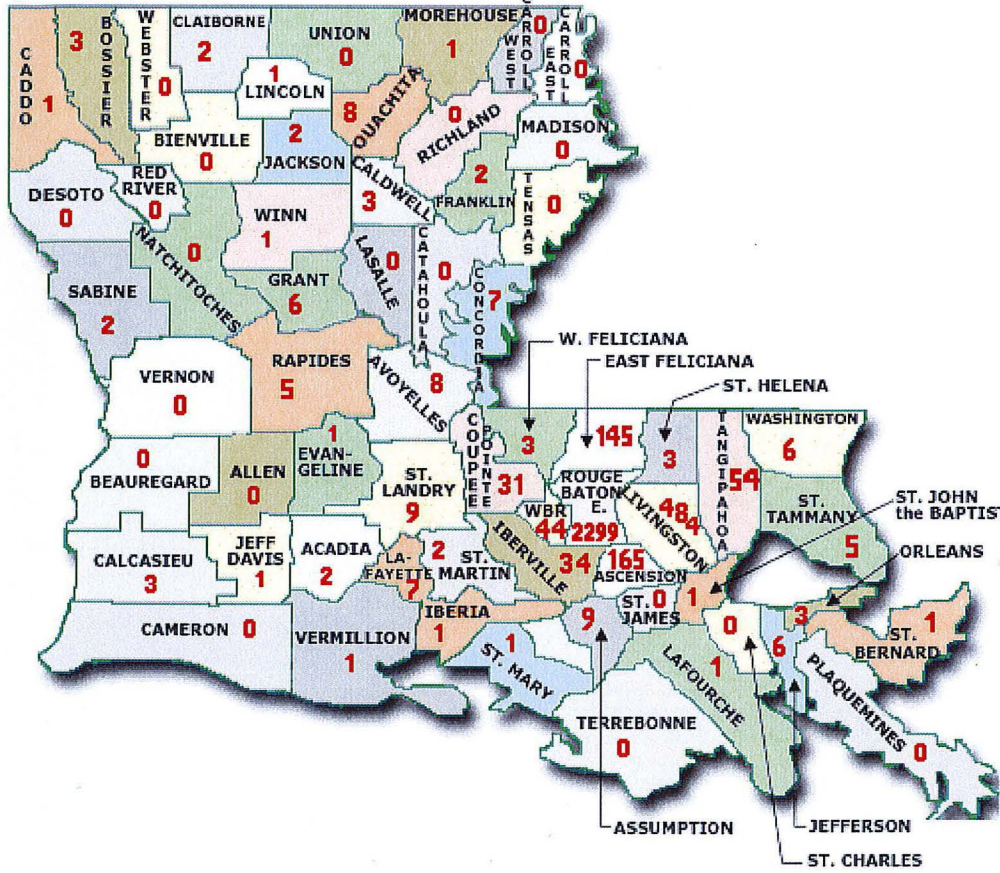 CADDO
1
3
BOSSIER
WEBSTER
0
CLAIBORNE
2
UNION
0
MOREHOUSE
1
WEST
CARROLL
0
EAST
CARROLL
0
1
LINCOLN
8
OUACHITA
0
RICHLAND
MADISON
0
BIENVILLE
0
2
JACKSON
CALDWELL
3
2
FRANKLIN
TENSAS
0
DESOTO
0
RED
RIVER
0
NATCHITOCHES
0
WINN
1
LASALLE
0
CATAHOULA
0
CONCORDIA
7
SABINE
2
GRANT
6
VERNON
0
RAPIDES
5
AVOYELLES
8
W. FELICIANA
3
EAST FELICIANA
145
ST. HELENA
3
TANGIPAHOA
54
WASHINGTON
6
0
BEAUREGARD
ALLEN
0
1
EVAN-
GELINE
ST.
LANDRY
9
POINTE
COUPEE
31
ROUGE
BATON
E.
2299
WBR
44
LIVINGSTON
484
ST.
TAMMANY
5
ST. JOHN
the BAPTIS
1
ORLEANS
3
CALCASIEU
3
JEFF
DAVIS
1
ACADIA
2
LA-
FAYETTE
7
2
ST.
MARTIN
IBERVILLE
34
165
ASCENSION
CAMERON 0
VERMILLION
1
IBERIA
1
1
ST. MARY
9
ST.
JAMES
0
0
6
LAFOURCHE
1
1
ST.
BERNARD
PLAQUEMINES
0
TERREBONNE
0
ASSUMPTION
JEFFERSON
ST. CHARLES